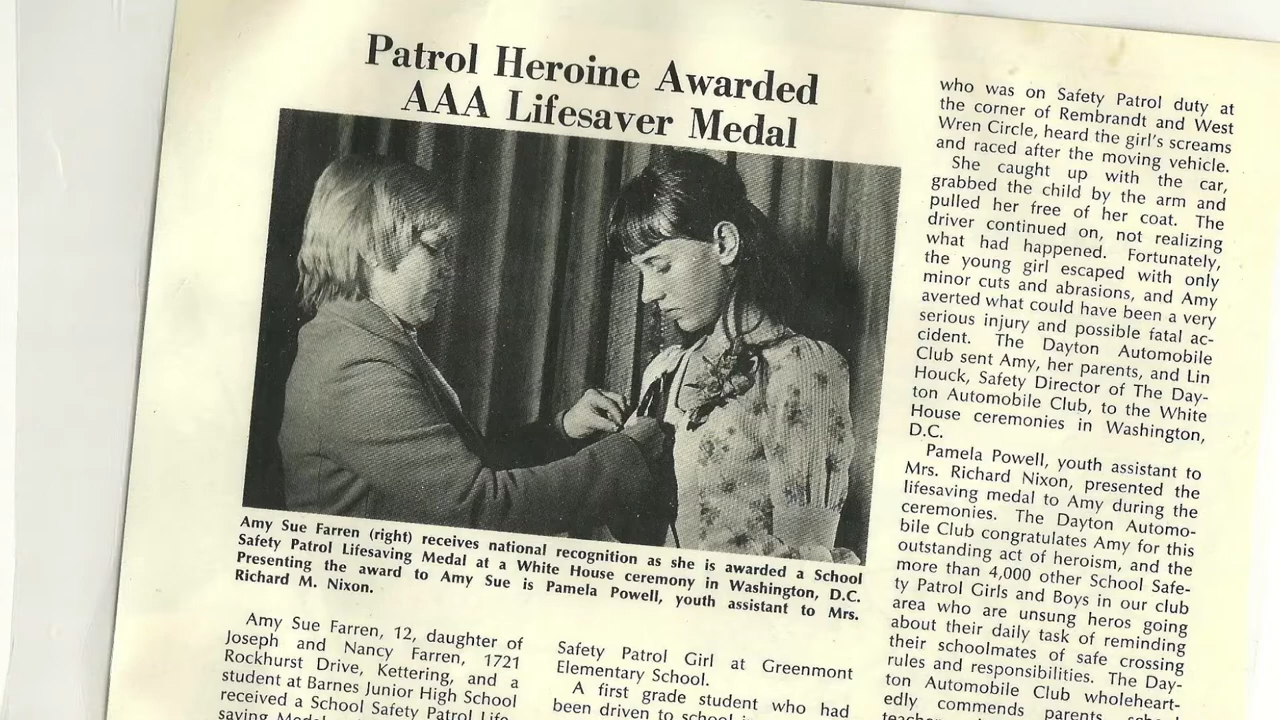 Patrol Heroine Awarded
AAA Lifesaver Medal
Amy Sue Farren (right) receives national recognition as she is awarded a School
Safety Patrol Lifesaving Medal at a White House ceremony in Washington, D.C.
Presenting the award to Amy Sue is Pamela Powell, youth assistant to Mrs.
Richard M. Nixon.
Amy Sue Farren, 12, daughter of
Joseph and Nancy Farren, 1721
Rockhurst Drive, Kettering, and a
student at Barnes Junior High School
received a School Safety Patrol Life
saving
Safety Patrol Girl at Greenmont
Elementary School.
A first grade student who had
been driven to school
who was on Safety Patrol duty at
the corner of Rembrandt and West
Wren Circle, heard the girl's screams
and raced after the moving vehicle.
She caught up with the car,
grabbed the child by the arm and
pulled her free of her coat. The
driver continued on, not realizing
what had happened. Fortunately,
the young girl escaped with only
minor cuts and abrasions, and Amy
averted what could have been a very
serious injury and possible fatal ac-
cident. The Dayton Automobile
Club sent Amy, her parents, and Lin
Houck, Safety Director of The Day-
ton Automobile Club, to the White
House ceremonies in Washington,
D.C.
Pamela Powell, youth assistant to
Mrs. Richard Nixon, presented the
lifesaving medal to Amy during the
ceremonies. The Dayton Automo-
bile Club congratulates Amy for this
outstanding act of heroism, and the
more than 4,000 other School Safe-
ty Patrol Girls and Boys in our club
area who are unsung heros going
about their daily task of reminding
their schoolmates of safe crossing
rules and responsibilities. The Day-
ton Automobile Club wholeheart-
edly commends parents, school